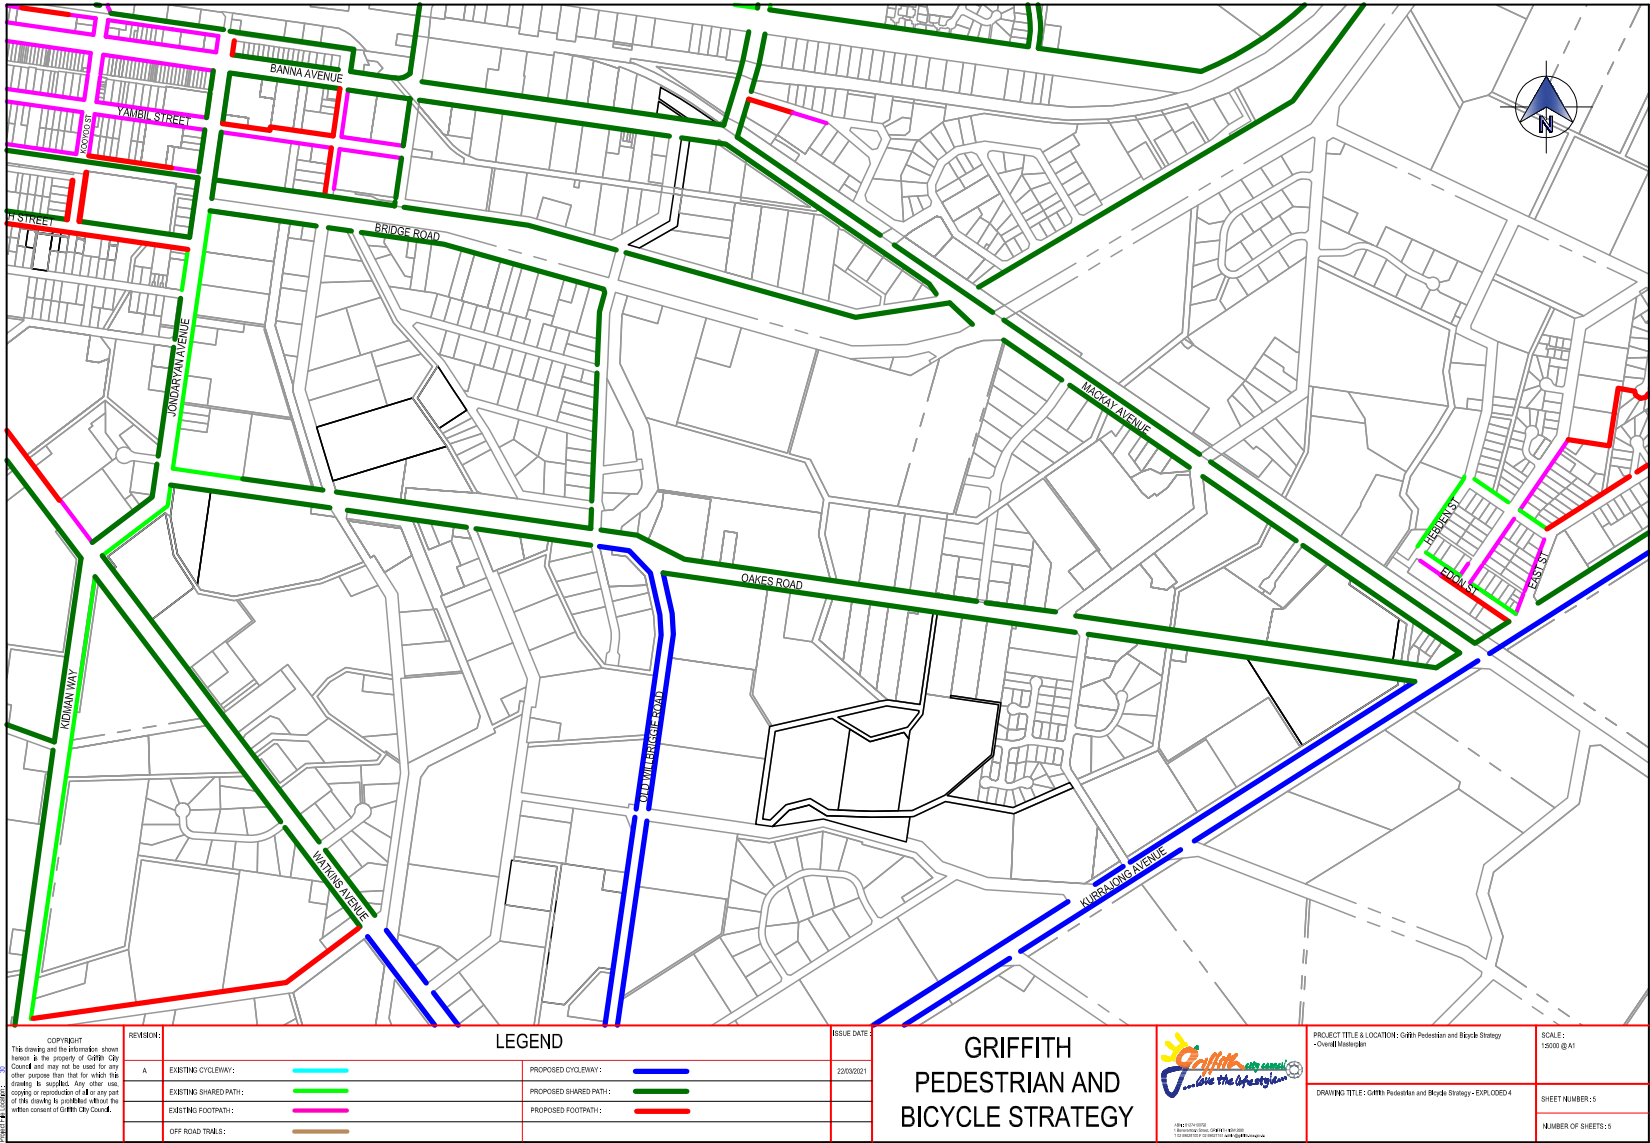 BANNA AVENUE
YAMBIL STREET
KOOYOO ST
H STREET
BRIDGE ROAD
N
JONDARYAN AVENUE
MACKAY AVENUE
HEBDEN ST
EDON ST
EAST ST
OAKES ROAD
KIDMAN WAY
OLD WILLBRIGGIE ROAD
WATKINS AVENUE
KURRAJONG AVENUE
COPYRIGHT
This drawing and the information shown
hereon is the property of Griffith City
Council and may not be used for any
other purpose than that for which this
drawing is supplied. Any other use,
copying or reproduction of all or any part
of this drawing is prohibited without the
written consent of Griffith City Council.
REVISION:
A
LEGEND
EXISTING CYCLEWAY:
EXISTING SHARED PATH:
EXISTING FOOTPATH:
OFF ROAD TRAILS:
PROPOSED CYCLEWAY:
PROPOSED SHARED PATH:
PROPOSED FOOTPATH:
ISSUE DATE:
22/03/2021
GRIFFITH
PEDESTRIAN AND
BICYCLE STRATEGY
Griffith city council
...love the lifestyle...
PROJECT TITLE & LOCATION: Griffith Pedestrian and Bicycle Strategy
- Overall Masterplan
DRAWING TITLE: Griffith Pedestrian and Bicycle Strategy - EXPLODED 4
SCALE:
1:5000 @ A1
SHEET NUMBER: 5
NUMBER OF SHEETS: 5